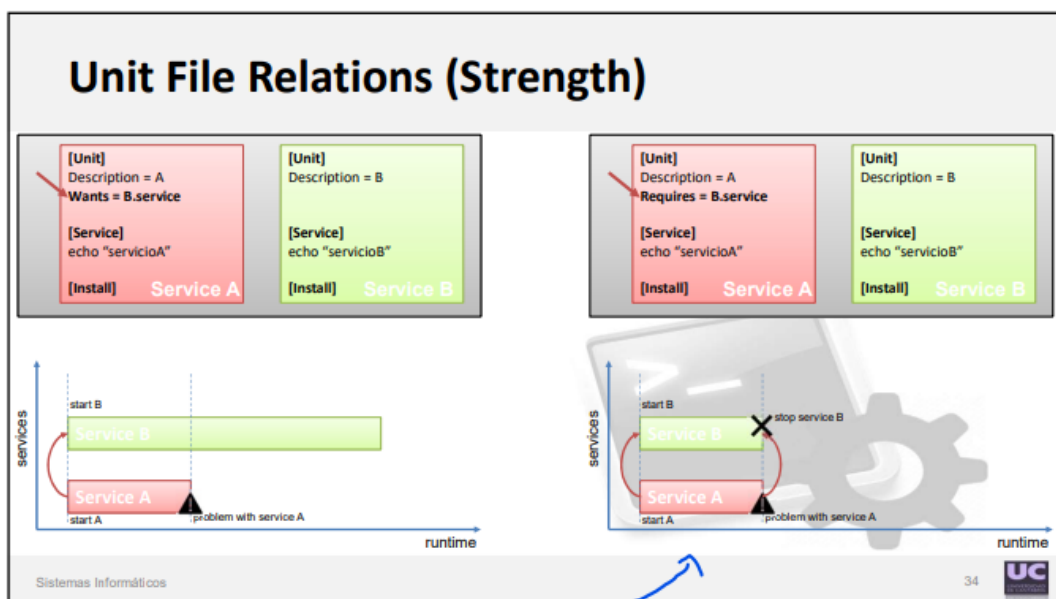 Unit File Relations (Strength)
[Unit]
Description = A
Wants = B.service
[Service]
echo “servicioA”
[Install]
Service A
[Unit]
Description = B
[Service]
echo “servicioB”
[Install]
Service B
[Unit]
Description = A
Requires = B.service
[Service]
echo “servicioA”
[Install]
Service A
[Unit]
Description = B
[Service]
echo “servicioB”
[Install]
Service B
services
start B
Service B
Service A
start A
problem with service A
runtime
services
start B
Service B
stop service B
Service A
start A
problem with service A
runtime
Sistemas Informáticos
34
UC